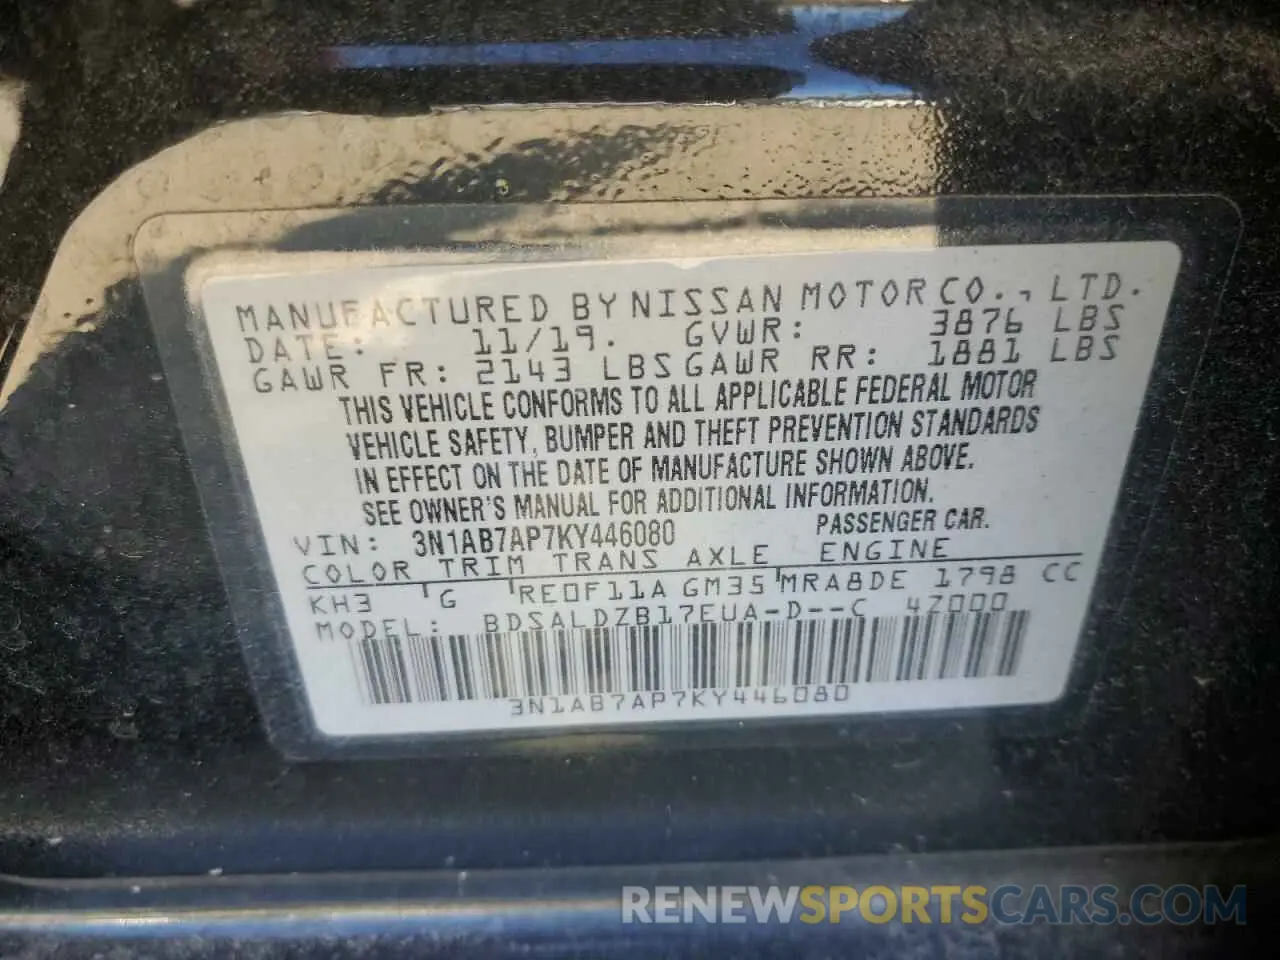 MANUFACTURED BY NISSAN MOTOR CO., LTD.
DATE: 11/19. GVWR: 3876 LBS
GAWR FR: 2143 LBS GAWR RR: 1881 LBS
THIS VEHICLE CONFORMS TO ALL APPLICABLE FEDERAL MOTOR
VEHICLE SAFETY, BUMPER AND THEFT PREVENTION STANDARDS
IN EFFECT ON THE DATE OF MANUFACTURE SHOWN ABOVE.
SEE OWNER'S MANUAL FOR ADDITIONAL INFORMATION.
VIN: 3N1AB7AP7KY446080 PASSENGER CAR.
COLOR TRIM TRANS AXLE ENGINE
KH3 G RE0F11A GM35 MRA8DE 1798 CC
MODEL: BDSALDZB17EUA-D--C 4Z000
3N1AB7AP7KY446080
RENEWSPORTSCARS.COM